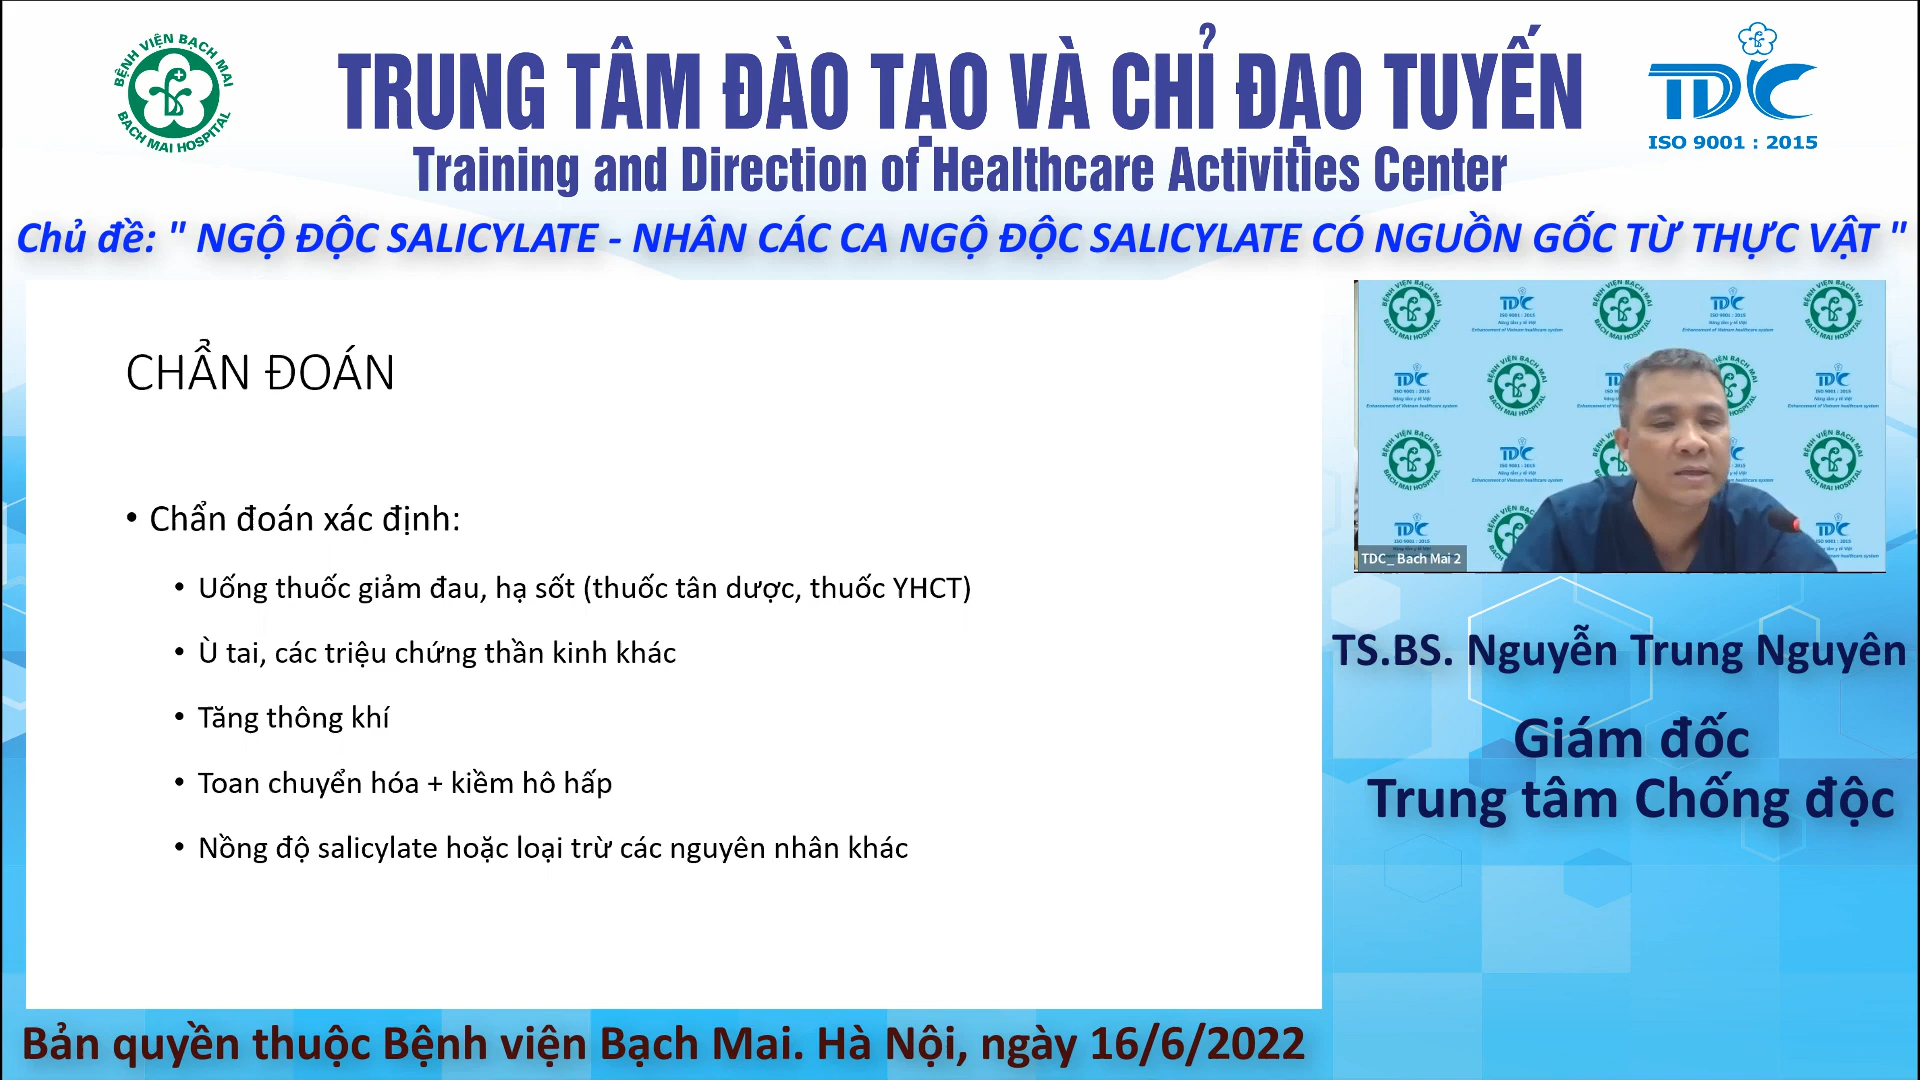 BỆNH VIỆN BẠCH MAI
BACH MAI HOSPITAL
TRUNG TÂM ĐÀO TẠO VÀ CHỈ ĐẠO TUYẾN
Training and Direction of Healthcare Activities Center
TDC
ISO 9001 : 2015
Chủ đề: " NGỘ ĐỘC SALICYLATE - NHÂN CÁC CA NGỘ ĐỘC SALICYLATE CÓ NGUỒN GỐC TỪ THỰC VẬT "
CHẨN ĐOÁN
• Chẩn đoán xác định:
• Uống thuốc giảm đau, hạ sốt (thuốc tân dược, thuốc YHCT)
• Ù tai, các triệu chứng thần kinh khác
• Tăng thông khí
• Toan chuyển hóa + kiềm hô hấp
• Nồng độ salicylate hoặc loại trừ các nguyên nhân khác
TDC_ Bach Mai 2
TS.BS. Nguyễn Trung Nguyên
Giám đốc
Trung tâm Chống độc
Bản quyền thuộc Bệnh viện Bạch Mai. Hà Nội, ngày 16/6/2022